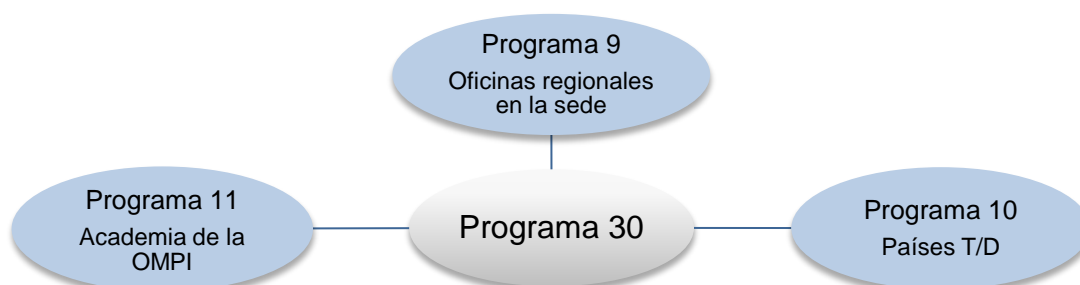 Programa 9
Oficinas regionales
en la sede
Programa 11
Academia de la
OMPI
Programa 30
Programa 10
Países T/D